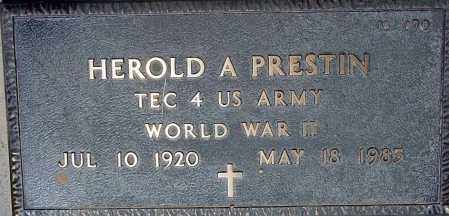 HEROLD A PRESTIN
TEC 4 US ARMY
WORLD WAR II
JUL 10 1920 MAY 18 1983